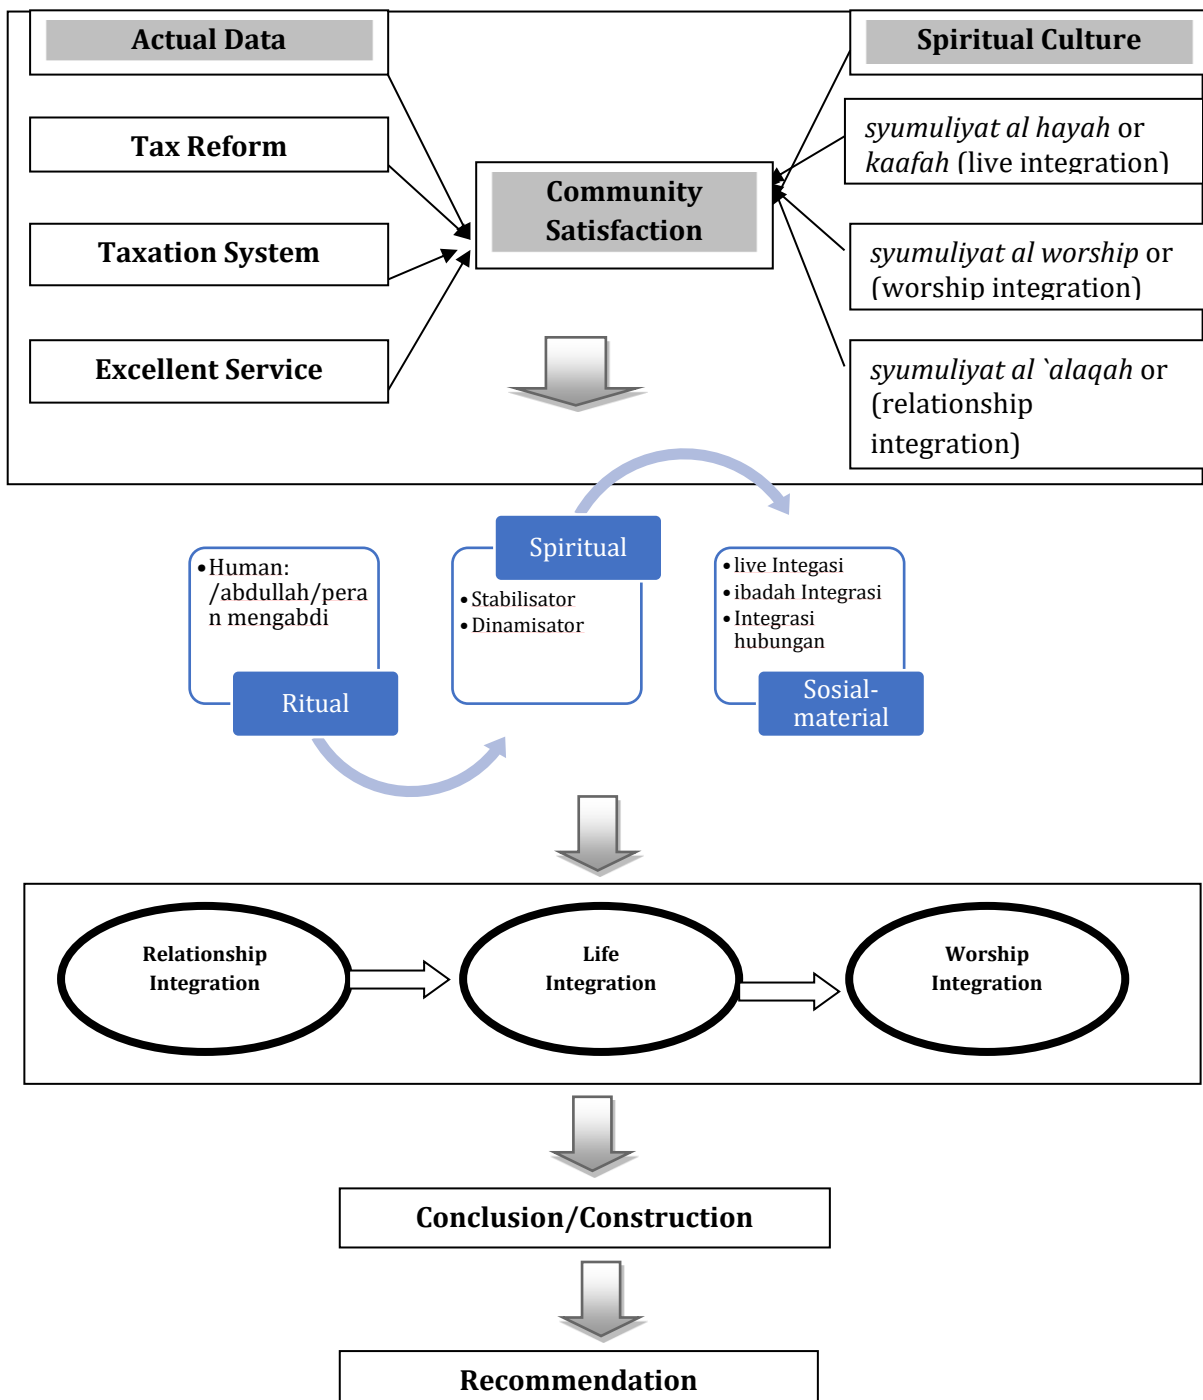 Actual Data
Tax Reform
Taxation System
Excellent Service
Community
Satisfaction
Spiritual Culture
syumuliyat al hayah or
kaafah (live integration)
syumuliyat al worship or
(worship integration)
syumuliyat al `alaqah or
(relationship
integration)
•Human:
/abdullah/pera
n mengabdi
Ritual
Spiritual
•Stabilisator
•Dinamisator
•live Integasi
•ibadah Integrasi
•Integrasi
hubungan
Sosial-
material
Relationship
Integration
Life
Integration
Worship
Integration
Conclusion/Construction
Recommendation